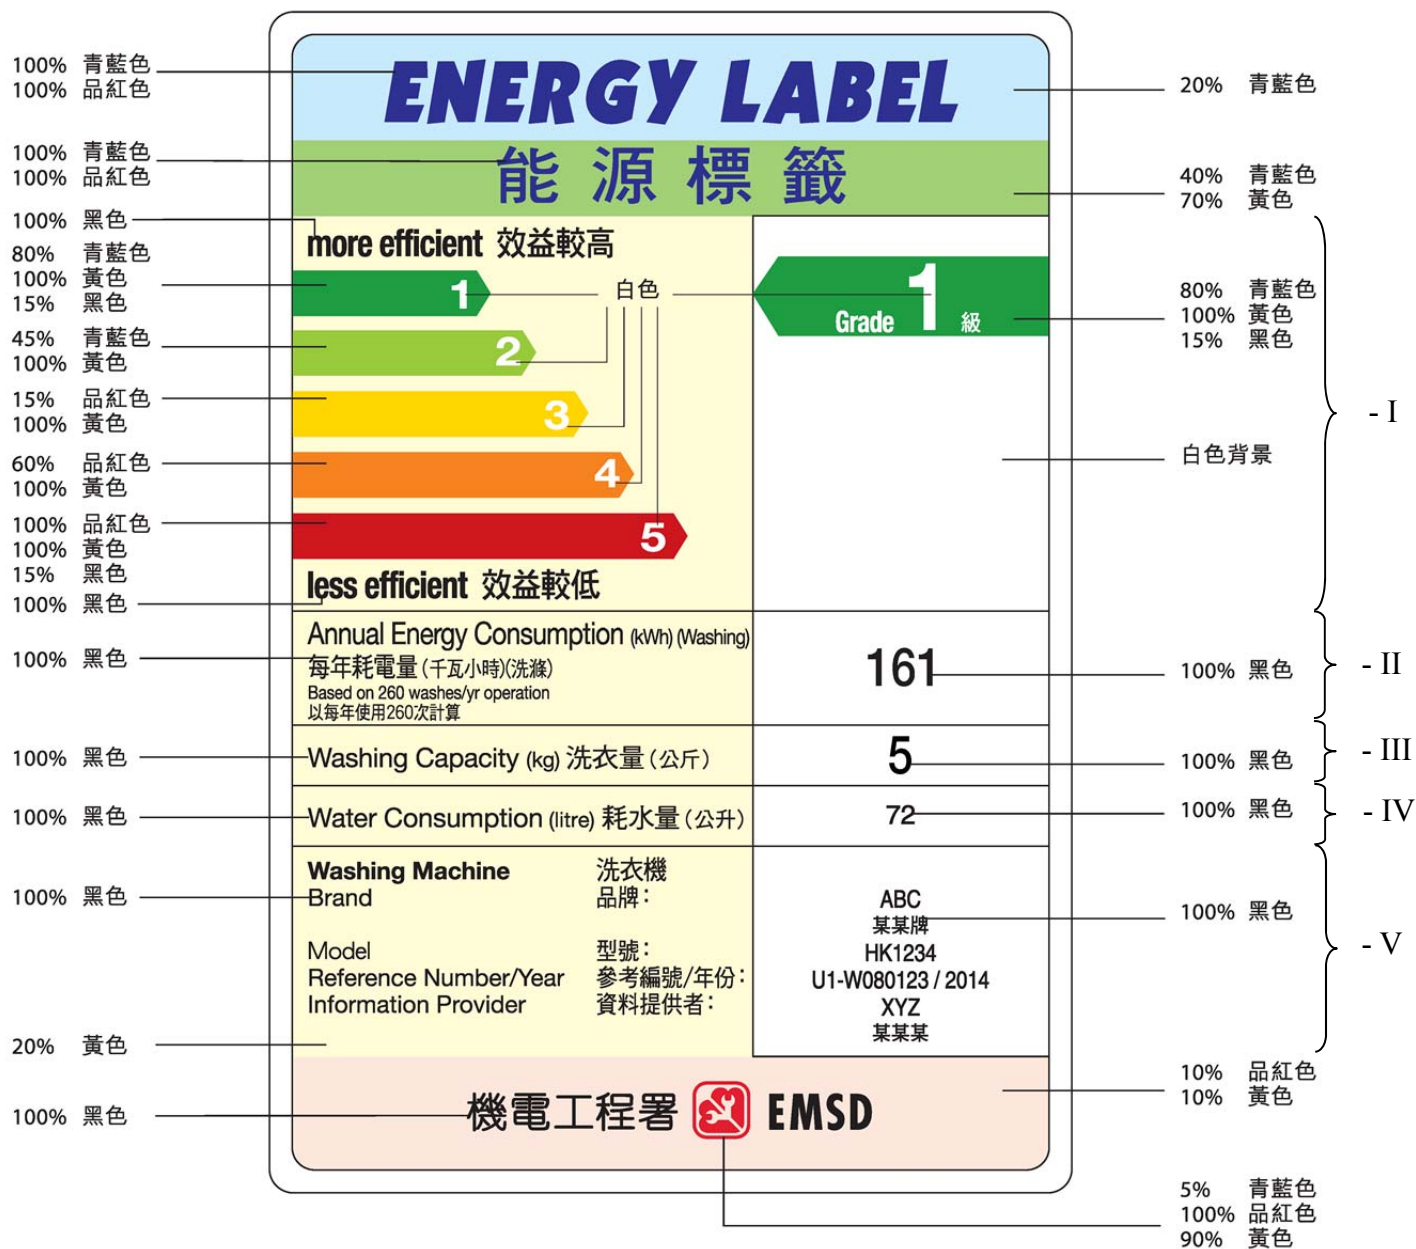 100% 青藍色
100% 品紅色
ENERGY LABEL
20% 青藍色
100% 青藍色
100% 品紅色
能源標籤
40% 青藍色
70% 黃色
100% 黑色
more efficient 效益較高
80% 青藍色
100% 黃色
15% 黑色
1
白色
1
Grade 級
80% 青藍色
100% 黃色
15% 黑色
45% 青藍色
100% 黃色
2
15% 品紅色
100% 黃色
3
- I
60% 品紅色
100% 黃色
4
白色背景
100% 品紅色
100% 黃色
15% 黑色
5
100% 黑色
less efficient 效益較低
100% 黑色
Annual Energy Consumption (kWh) (Washing)
每年耗電量 (千瓦小時)(洗滌)
Based on 260 washes/yr operation
以每年使用260次計算
161
100% 黑色
- II
100% 黑色
Washing Capacity (kg) 洗衣量 (公斤)
5
100% 黑色
- III
100% 黑色
Water Consumption (litre) 耗水量 (公升)
72
100% 黑色
- IV
Washing Machine 洗衣機
100% 黑色
Brand 品牌：
ABC
某某牌
100% 黑色
- V
Model 型號：
HK1234
Reference Number/Year 參考編號/年份：
U1-W080123 / 2014
Information Provider 資料提供者：
XYZ
某某某
20% 黃色
10% 品紅色
10% 黃色
100% 黑色
機電工程署 EMSD
5% 青藍色
100% 品紅色
90% 黃色